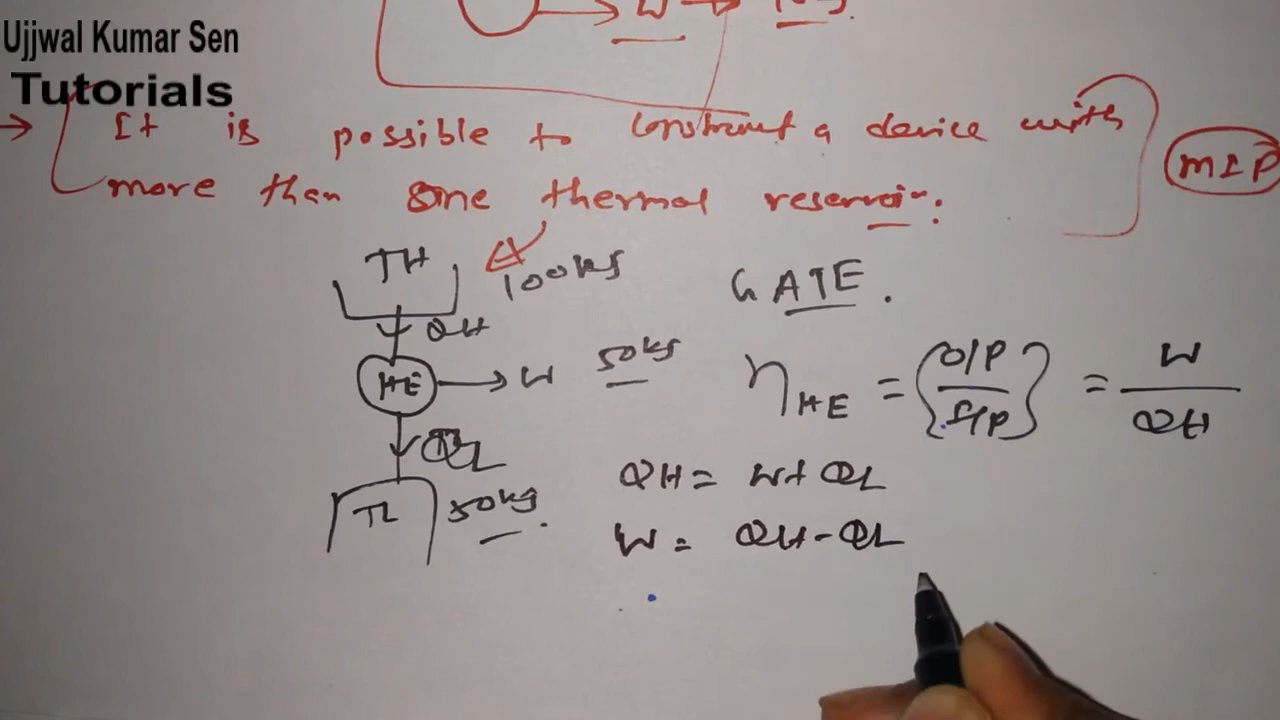 Ujjwal Kumar Sen
Tutorials
W →
→ It is possible to construct a device with
more than one thermal reservoir.
MIP
TH
100kJ
GATE.
QH
HE → W 50kJ
ηHE = {O/P / I/P} = W / QH
QL
QH = W + QL
TL 50kJ.
W = QH - QL